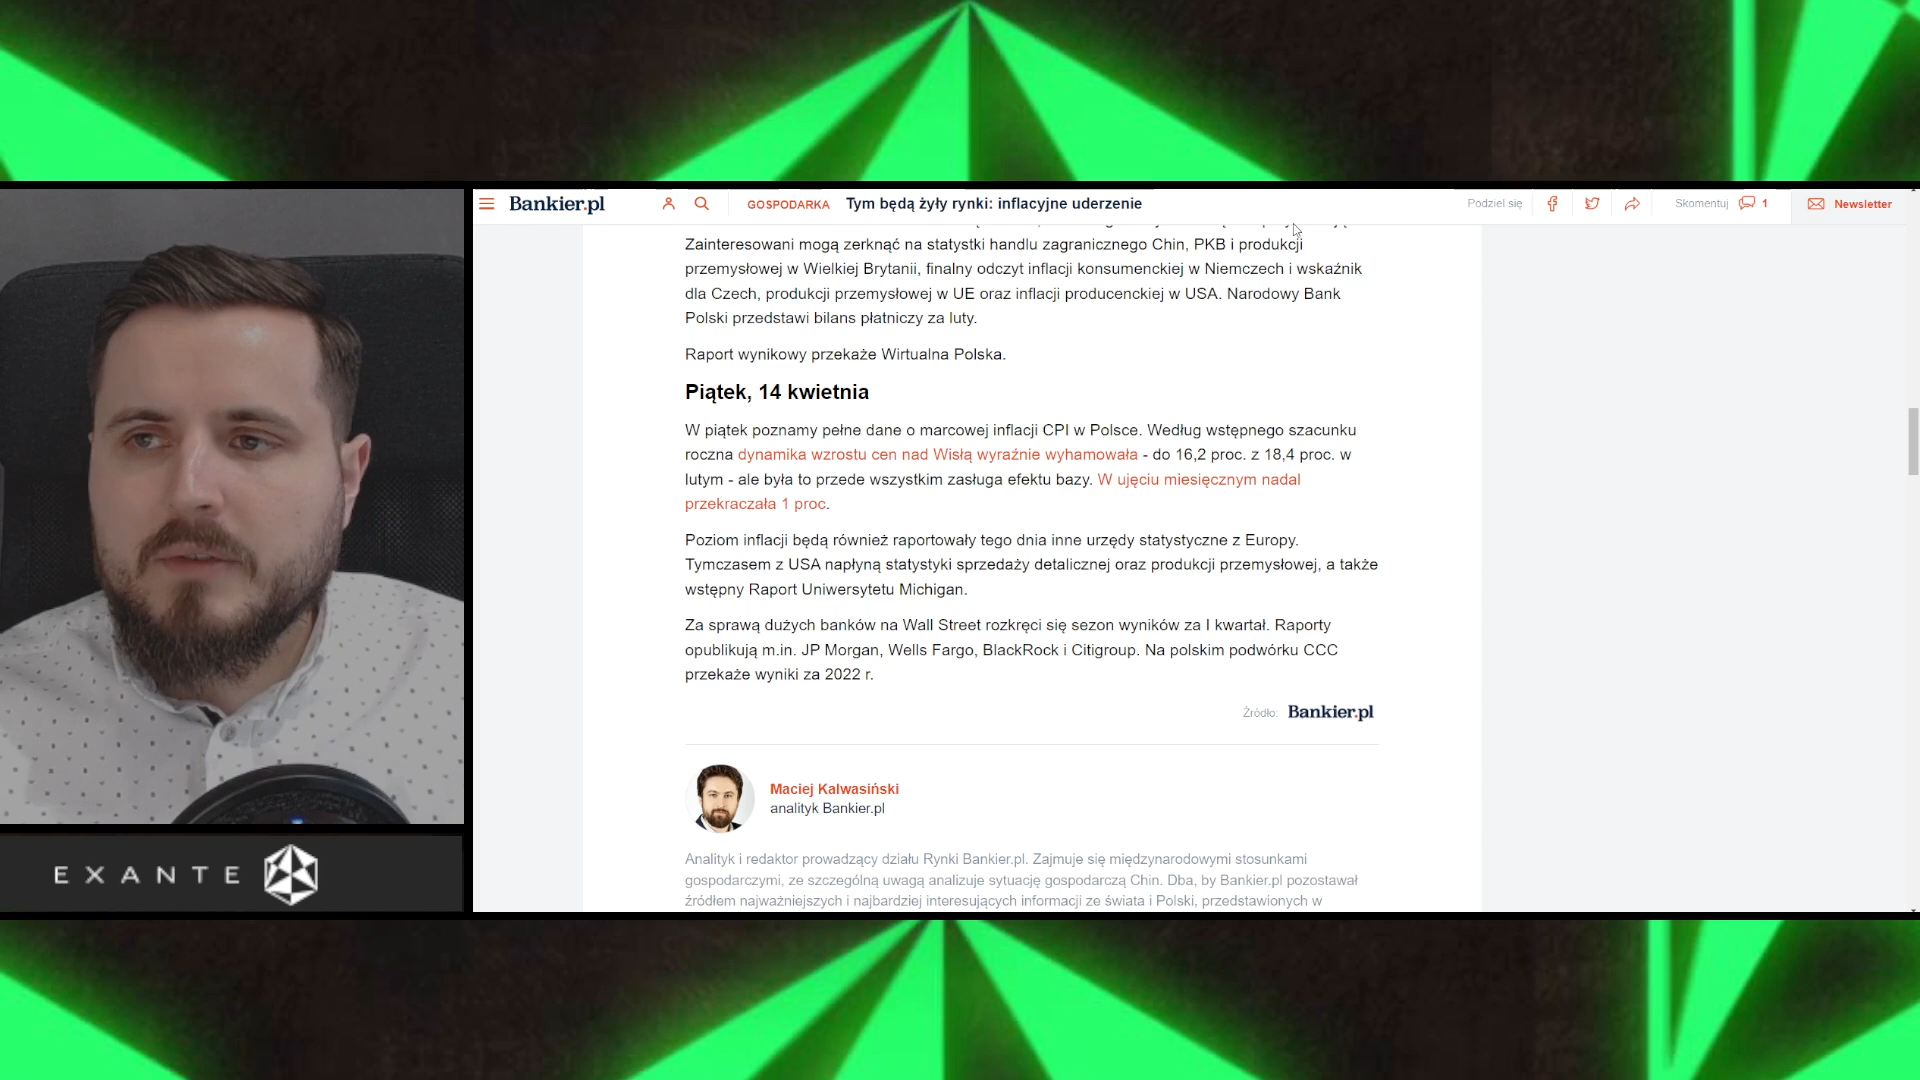 Bankier.pl
GOSPODARKA
Tym będą żyły rynki: inflacyjne uderzenie
Podziel się
Skomentuj
1
Newsletter
Zainteresowani mogą zerknąć na statystki handlu zagranicznego Chin, PKB i produkcji
przemysłowej w Wielkiej Brytanii, finalny odczyt inflacji konsumenckiej w Niemczech i wskaźnik
dla Czech, produkcji przemysłowej w UE oraz inflacji producenckiej w USA. Narodowy Bank
Polski przedstawi bilans płatniczy za luty.
Raport wynikowy przekaże Wirtualna Polska.
Piątek, 14 kwietnia
W piątek poznamy pełne dane o marcowej inflacji CPI w Polsce. Według wstępnego szacunku
roczna dynamika wzrostu cen nad Wisłą wyraźnie wyhamowała - do 16,2 proc. z 18,4 proc. w
lutym - ale była to przede wszystkim zasługa efektu bazy. W ujęciu miesięcznym nadal
przekraczała 1 proc.
Poziom inflacji będą również raportowały tego dnia inne urzędy statystyczne z Europy.
Tymczasem z USA napłyną statystyki sprzedaży detalicznej oraz produkcji przemysłowej, a także
wstępny Raport Uniwersytetu Michigan.
Za sprawą dużych banków na Wall Street rozkręci się sezon wyników za I kwartał. Raporty
opublikują m.in. JP Morgan, Wells Fargo, BlackRock i Citigroup. Na polskim podwórku CCC
przekaże wyniki za 2022 r.
Źródło: Bankier.pl
Maciej Kalwasiński
analityk Bankier.pl
Analityk i redaktor prowadzący działu Rynki Bankier.pl. Zajmuje się międzynarodowymi stosunkami
gospodarczymi, ze szczególną uwagą analizuje sytuację gospodarczą Chin. Dba, by Bankier.pl pozostawał
źródłem najważniejszych i najbardziej interesujących informacji ze świata i Polski, przedstawionych w
EXANTE